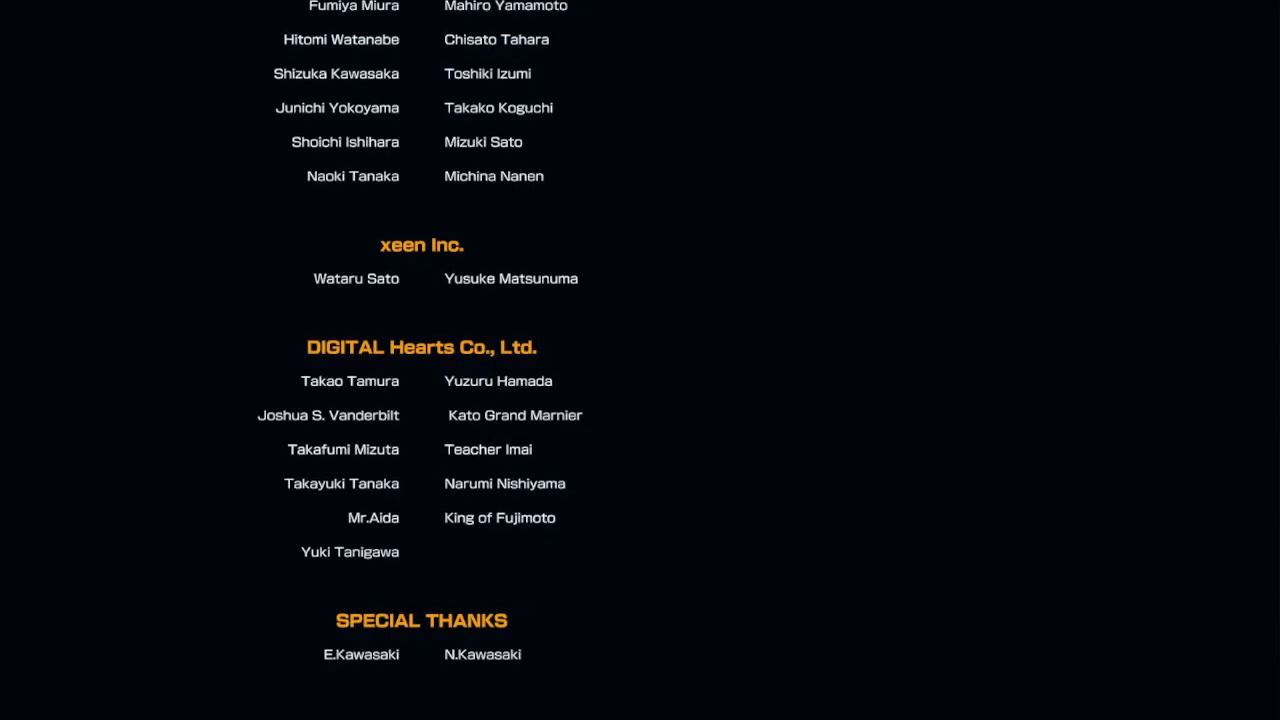 Fumiya Miura Mahiro Yamamoto
Hitomi Watanabe Chisato Tahara
Shizuka Kawasaka Toshiki Izumi
Junichi Yokoyama Takako Koguchi
Shoichi Ishihara Mizuki Sato
Naoki Tanaka Michina Nanen
xeen Inc.
Wataru Sato Yusuke Matsunuma
DIGITAL Hearts Co., Ltd.
Takao Tamura Yuzuru Hamada
Joshua S. Vanderbilt Kato Grand Marnier
Takafumi Mizuta Teacher Imai
Takayuki Tanaka Narumi Nishiyama
Mr.Aida King of Fujimoto
Yuki Tanigawa
SPECIAL THANKS
E.Kawasaki N.Kawasaki